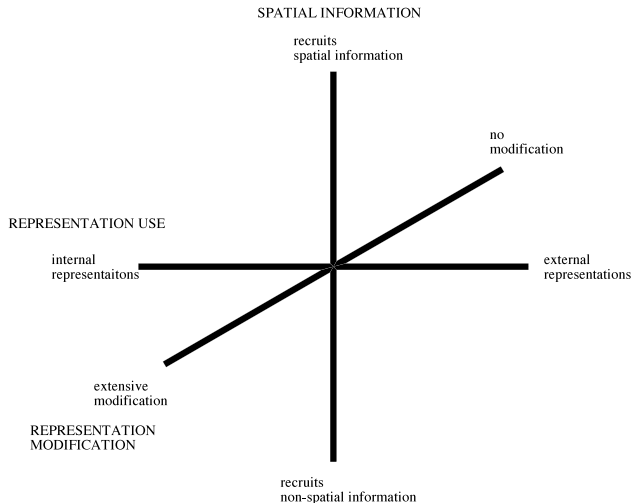 SPATIAL INFORMATION
recruits
spatial information
no
modification
REPRESENTATION USE
internal
representaitons
external
representations
extensive
modification
REPRESENTATION
MODIFICATION
recruits
non-spatial information